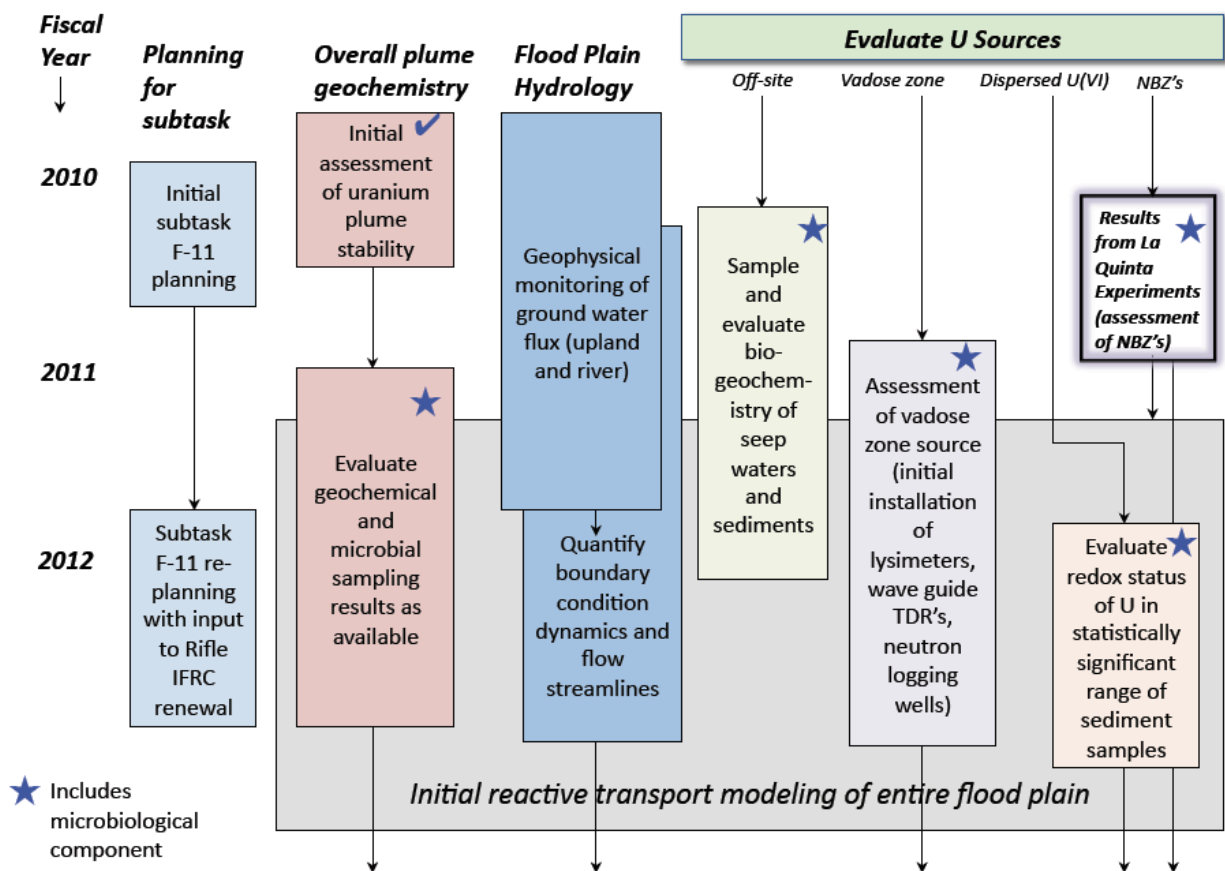 Fiscal
Year
Planning
for
subtask
Overall plume
geochemistry
Flood Plain
Hydrology
Evaluate U Sources
Off-site
Vadose zone
Dispersed U(VI)
NBZ's
2010
2011
2012
Initial
subtask
F-11
planning
Subtask
F-11 re-
planning
with input
to Rifle
IFRC
renewal
Initial
assessment
of uranium
plume
stability
Evaluate
geochemical
and
microbial
sampling
results as
available
Geophysical
monitoring of
ground water
flux (upland
and river)
Quantify
boundary
condition
dynamics and
flow
streamlines
Sample
and
evaluate
bio-
geochem-
istry of
seep
waters
and
sediments
Assessment
of vadose
zone source
(initial
installation
of
lysimeters,
wave guide
TDR's,
neutron
logging
wells)
Results
from La
Quinta
Experiments
(assessment
of NBZ's)
Evaluate
redox status
of U in
statistically
significant
range of
sediment
samples
Initial reactive transport modeling of entire flood plain
Includes
microbiological
component